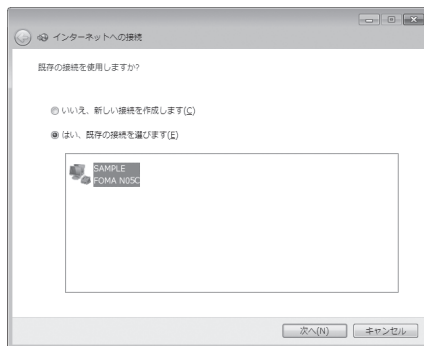 インターネットへの接続
既存の接続を使用しますか?
いいえ、新しい接続を作成します(C)
はい、既存の接続を選びます(E)
SAMPLE
FOMA N05C
次へ(N)
キャンセル